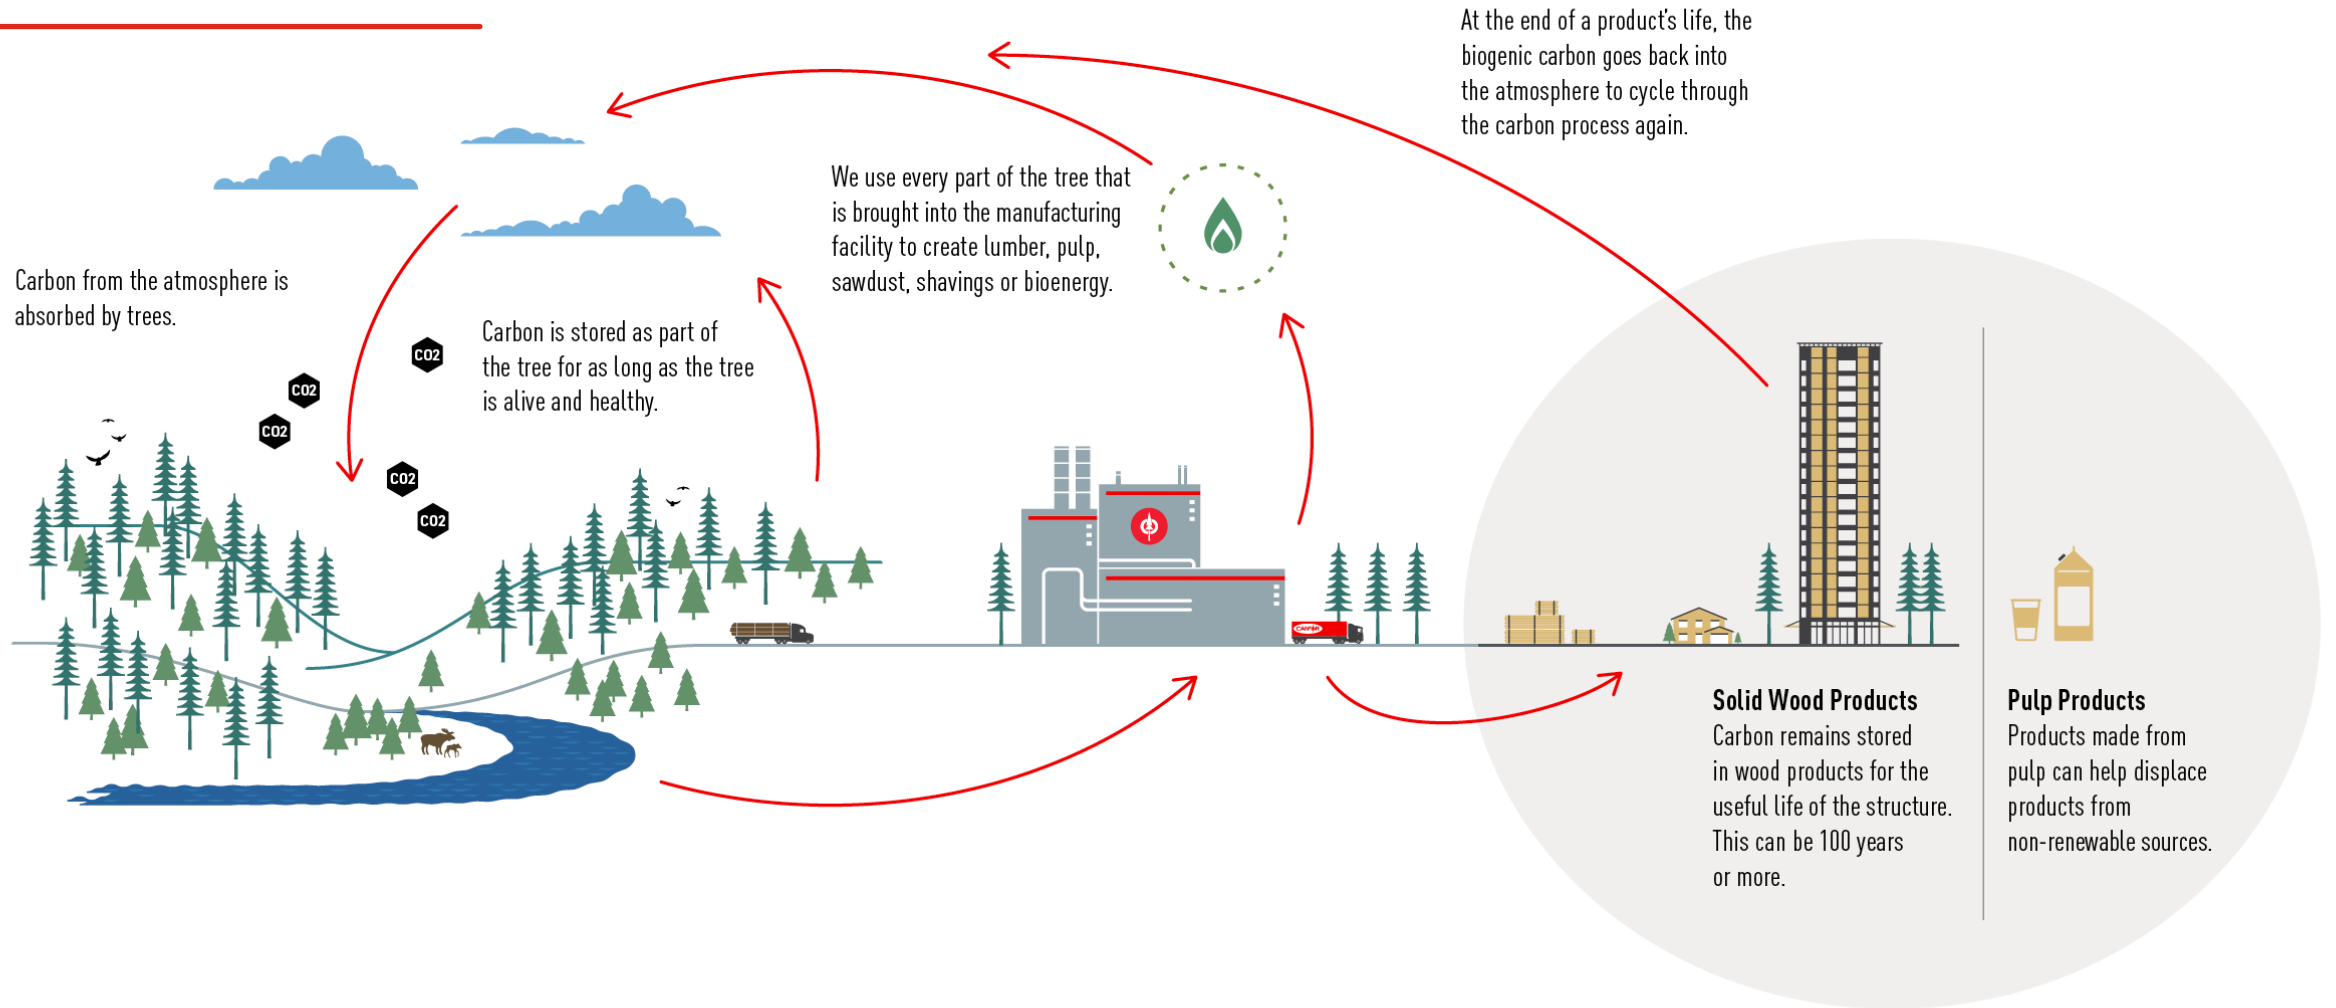 At the end of a product's life, the
biogenic carbon goes back into
the atmosphere to cycle through
the carbon process again.
We use every part of the tree that
is brought into the manufacturing
facility to create lumber, pulp,
sawdust, shavings or bioenergy.
Carbon from the atmosphere is
absorbed by trees.
Carbon is stored as part of
the tree for as long as the tree
is alive and healthy.
CO2
CO2
CO2
CO2
CO2
CANFOR
Solid Wood Products
Carbon remains stored
in wood products for the
useful life of the structure.
This can be 100 years
or more.
Pulp Products
Products made from
pulp can help displace
products from
non-renewable sources.